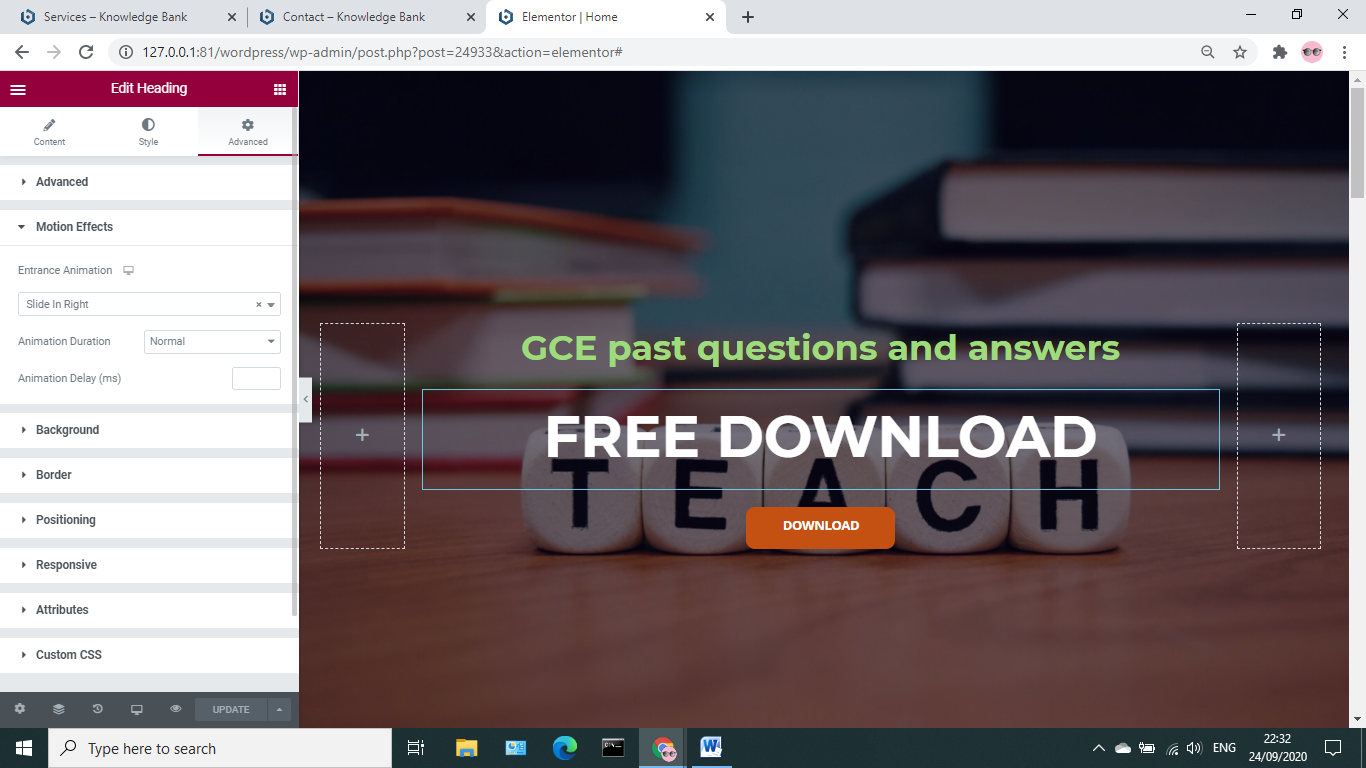 Services – Knowledge Bank
Contact – Knowledge Bank
Elementor | Home
127.0.0.1:81/wordpress/wp-admin/post.php?post=24933&action=elementor#
Edit Heading
Content
Style
Advanced
Advanced
Motion Effects
Entrance Animation
Slide In Right
Animation Duration
Normal
Animation Delay (ms)
Background
Border
Positioning
Responsive
Attributes
Custom CSS
UPDATE
GCE past questions and answers
FREE DOWNLOAD
TEACH
DOWNLOAD
Type here to search
ENG
22:32
24/09/2020